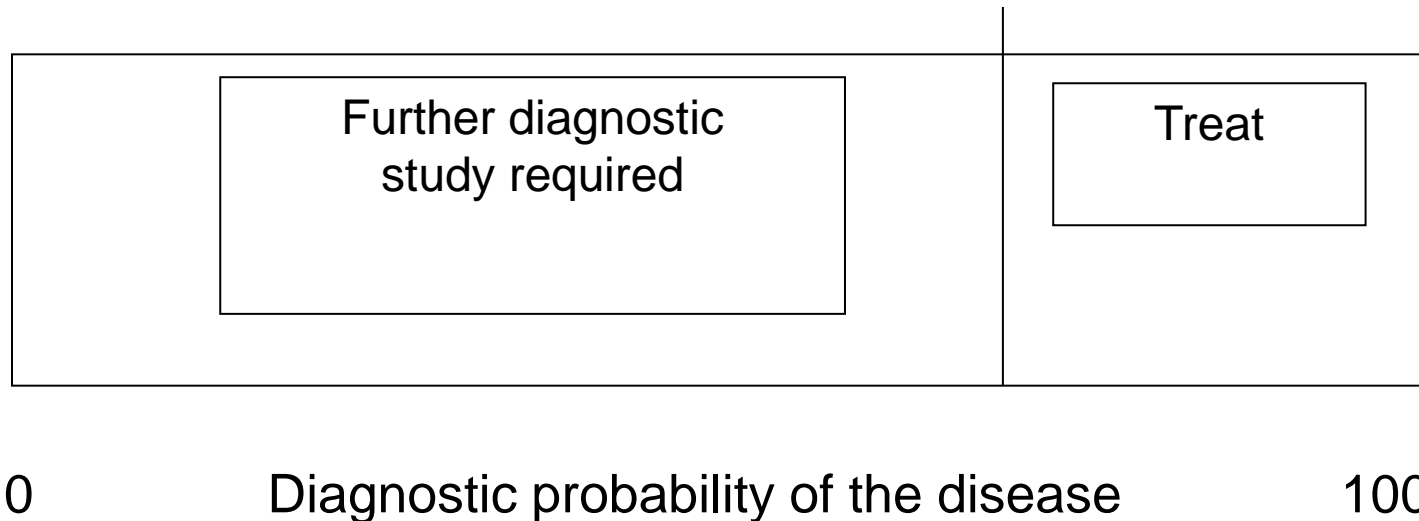 Further diagnostic
study required
Treat
0
Diagnostic probability of the disease
100